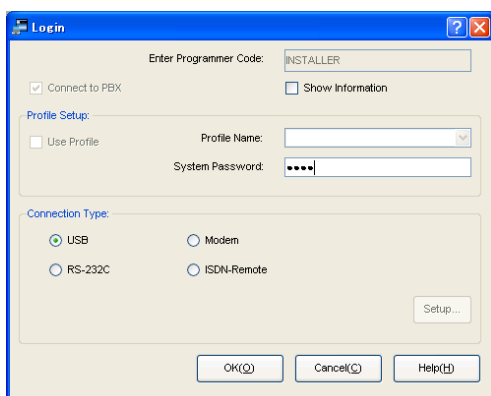 Login
Enter Programmer Code: INSTALLER
Connect to PBX Show Information
Profile Setup:
Use Profile Profile Name:
System Password: ••••
Connection Type:
USB Modem
RS-232C ISDN-Remote
Setup...
OK(O) Cancel(C) Help(H)